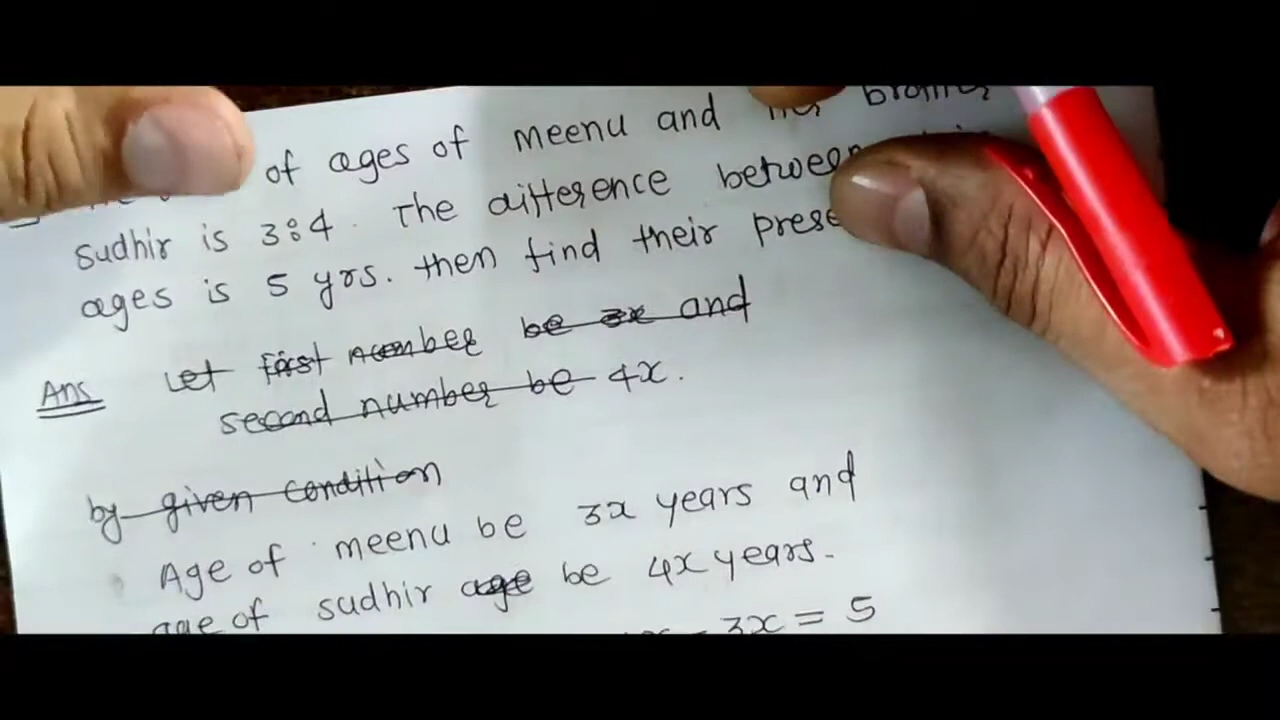 of ages of meenu and
sudhir is 3:4. The difference between
ages is 5 yrs. then find their
Ans Let first number be 3x and
second number be 4x.
by given condition
Age of meenu be 3x years and
age of sudhir age be 4x years.
3x = 5